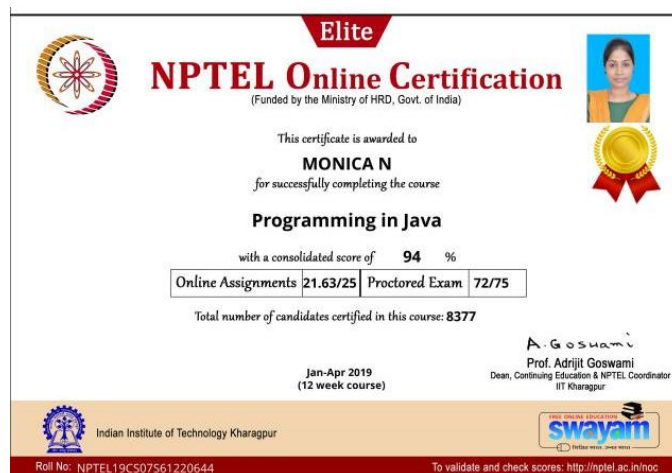 Elite
NPTEL Online Certification
(Funded by the Ministry of HRD, Govt. of India)
This certificate is awarded to
MONICA N
for successfully completing the course
Programming in Java
with a consolidated score of 94 %
Online Assignments 21.63/25 Proctored Exam 72/75
Total number of candidates certified in this course: 8377
A. Goswami
Jan-Apr 2019
(12 week course)
Prof. Adrijit Goswami
Dean, Continuing Education & NPTEL Coordinator
IIT Kharagpur
Indian Institute of Technology Kharagpur
FREE ONLINE EDUCATION
swayam
Roll No: NPTEL19CS07S61220644
To validate and check scores: http://nptel.ac.in/noc